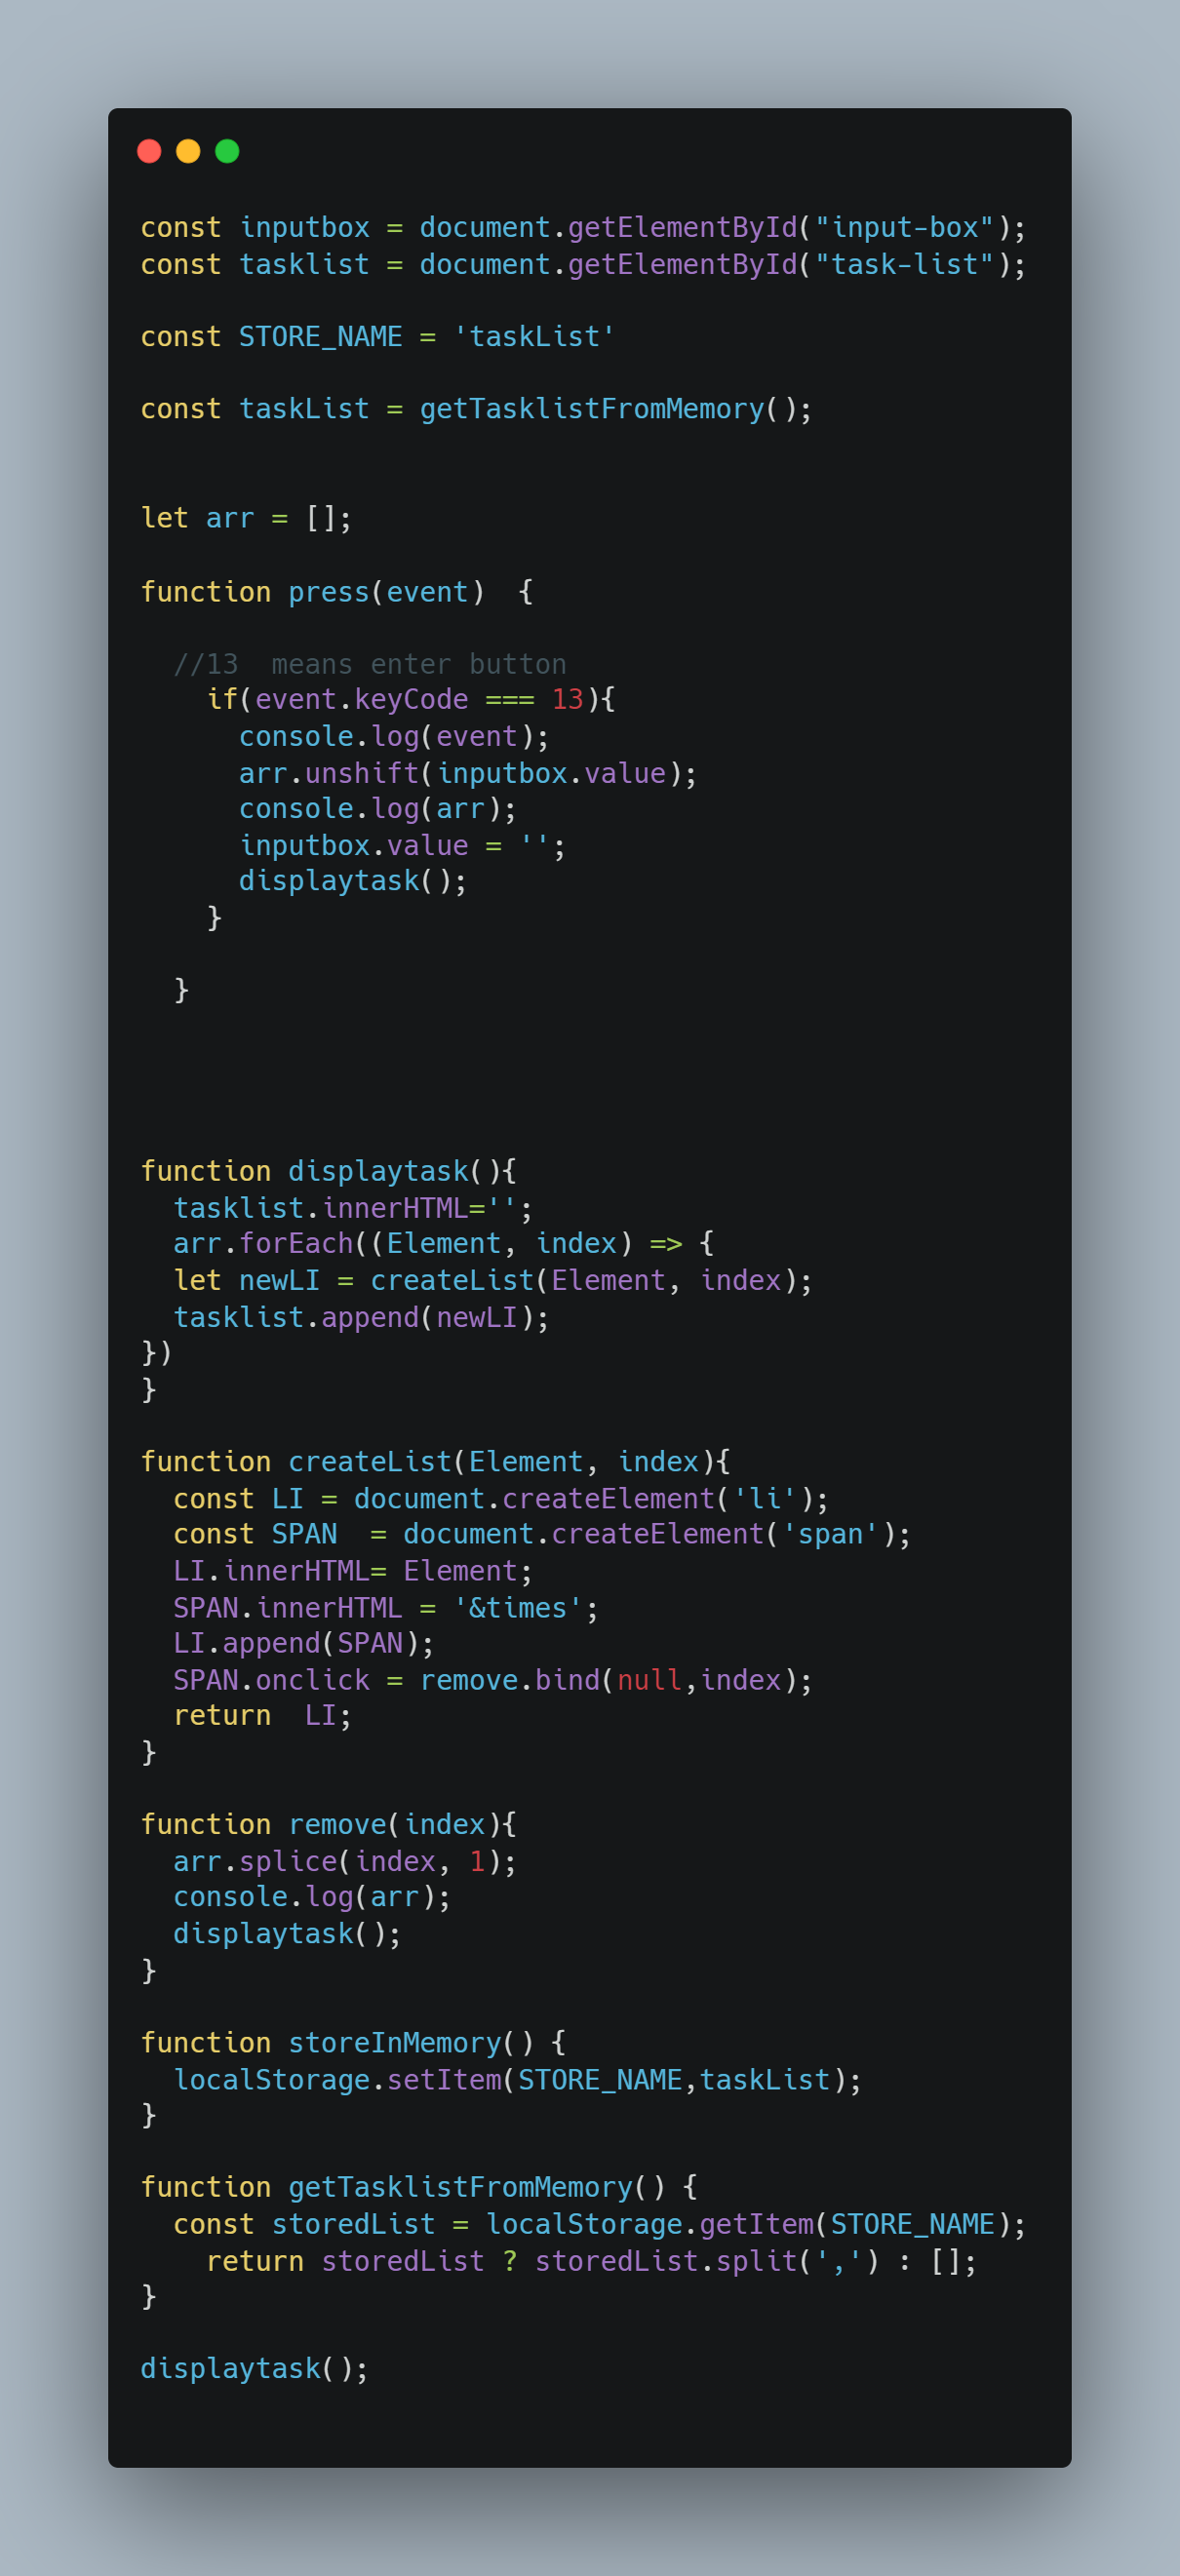 const inputbox = document.getElementById("input-box");
const tasklist = document.getElementById("task-list");

const STORE_NAME = 'taskList'

const taskList = getTasklistFromMemory();


let arr = [];

function press(event)  {

  //13  means enter button
    if(event.keyCode === 13){
      console.log(event);
      arr.unshift(inputbox.value);
      console.log(arr);
      inputbox.value = '';
      displaytask();
    }

  }




function displaytask(){
  tasklist.innerHTML='';
  arr.forEach((Element, index) => {
  let newLI = createList(Element, index);
  tasklist.append(newLI);
})
}

function createList(Element, index){
  const LI = document.createElement('li');
  const SPAN  = document.createElement('span');
  LI.innerHTML= Element;
  SPAN.innerHTML = '&times';
  LI.append(SPAN);
  SPAN.onclick = remove.bind(null,index);
  return  LI;
}

function remove(index){
  arr.splice(index, 1);
  console.log(arr);
  displaytask();
}

function storeInMemory() {
  localStorage.setItem(STORE_NAME,taskList);
}

function getTasklistFromMemory() {
  const storedList = localStorage.getItem(STORE_NAME);
    return storedList ? storedList.split(',') : [];
}

displaytask();